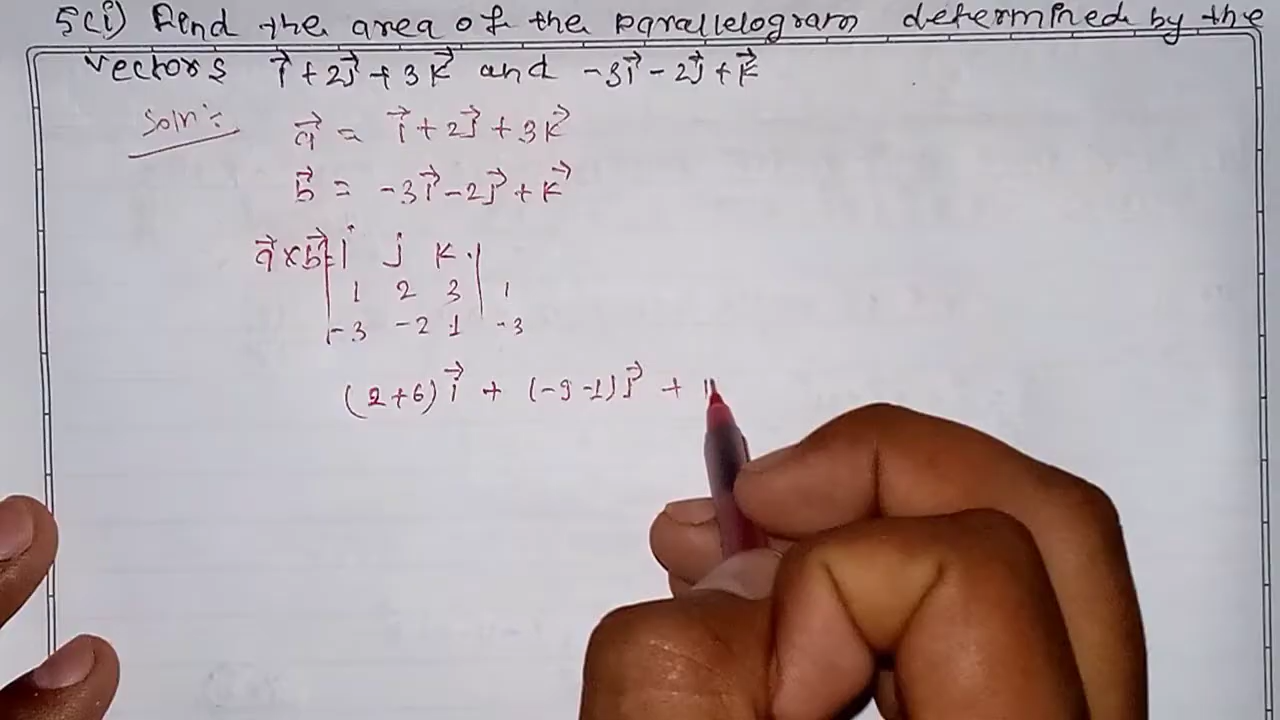 5(i) Find the area of the parallelogram determined by the
vectors i⃗ + 2j⃗ + 3k⃗ and -3i⃗ - 2j⃗ + k⃗
Soln:
a⃗ = i⃗ + 2j⃗ + 3k⃗
b⃗ = -3i⃗ - 2j⃗ + k⃗
a⃗ × b⃗ = | i j k |
1 2 3 | 1
-3 -2 1 -3
(2+6) i⃗ + (-9 -1) j⃗ +